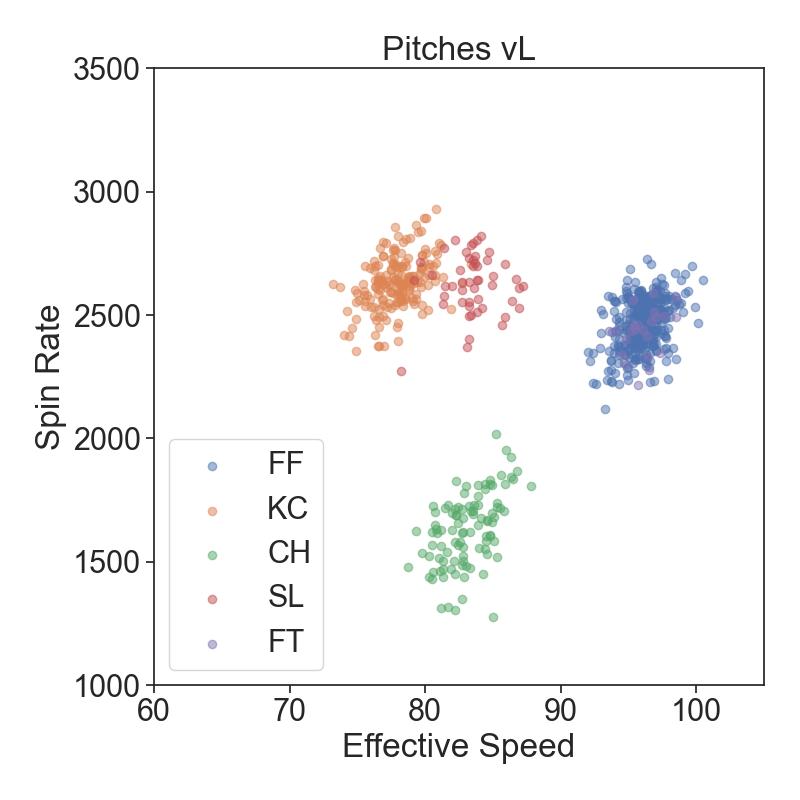 Pitches vL
3500
3000
2500
2000
1500
1000
Spin Rate
FF
KC
CH
SL
FT
60 70 80 90 100
Effective Speed